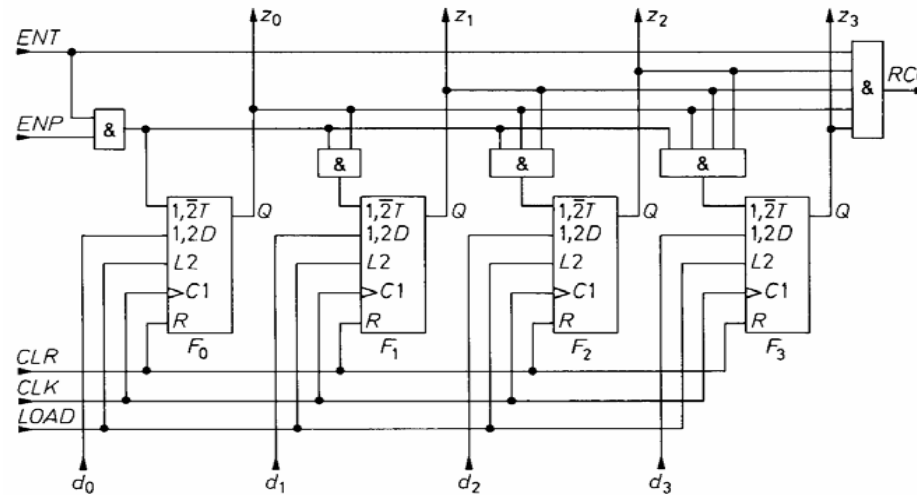 z0 z1 z2 z3
ENT
& RCO
ENP & & & &
1,2̅T Q 1,2̅T Q 1,2̅T Q 1,2̅T Q
1,2D 1,2D 1,2D 1,2D
L2 L2 L2 L2
C1 C1 C1 C1
R R R R
F0 F1 F2 F3
CLR
CLK
LOAD
d0 d1 d2 d3